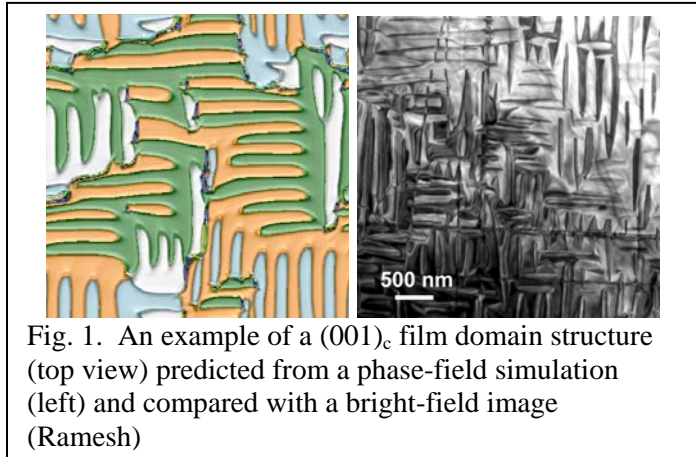 500 nm
Fig. 1.  An example of a (001)c film domain structure
(top view) predicted from a phase-field simulation
(left) and compared with a bright-field image
(Ramesh)